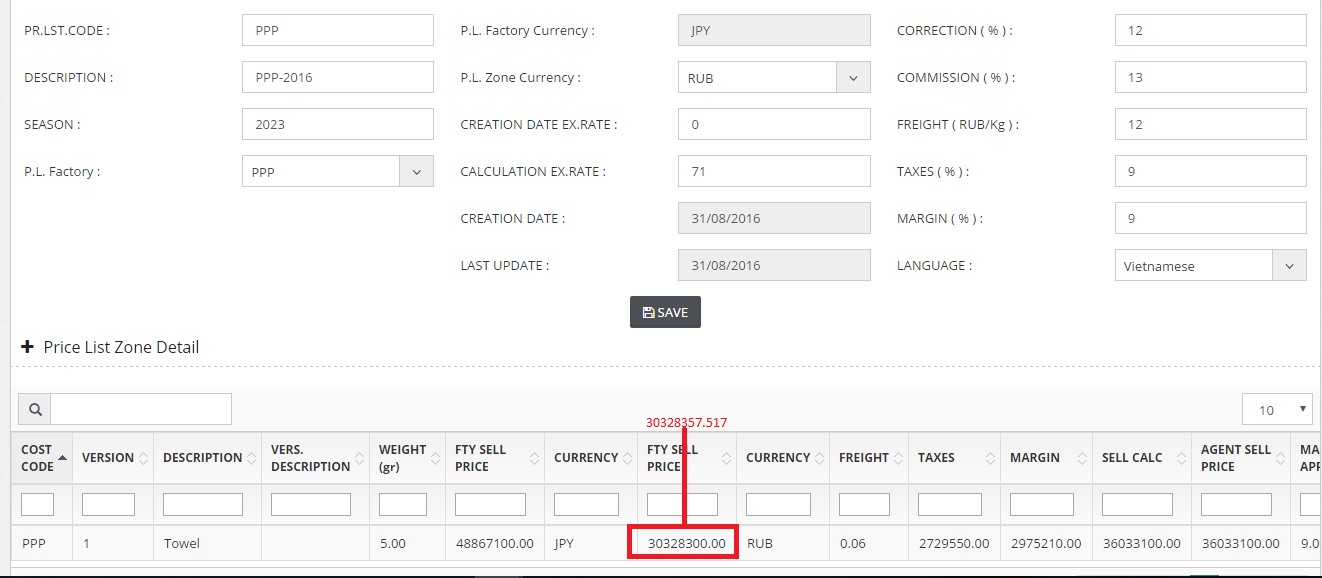 PR.LST.CODE : PPP P.L. Factory Currency : JPY CORRECTION ( % ) : 12
DESCRIPTION : PPP-2016 P.L. Zone Currency : RUB COMMISSION ( % ) : 13
SEASON : 2023 CREATION DATE EX.RATE : 0 FREIGHT ( RUB/Kg ) : 12
P.L. Factory : PPP CALCULATION EX.RATE : 71 TAXES ( % ) : 9
CREATION DATE : 31/08/2016 MARGIN ( % ) : 9
LAST UPDATE : 31/08/2016 LANGUAGE : Vietnamese
SAVE
Price List Zone Detail
10
30328357.517
COST CODE VERSION DESCRIPTION VERS. DESCRIPTION WEIGHT (gr) FTY SELL PRICE CURRENCY FTY SELL PRICE CURRENCY FREIGHT TAXES MARGIN SELL CALC AGENT SELL PRICE MA APP
PPP 1 Towel 5.00 48867100.00 JPY 30328300.00 RUB 0.06 2729550.00 2975210.00 36033100.00 36033100.00 9.0